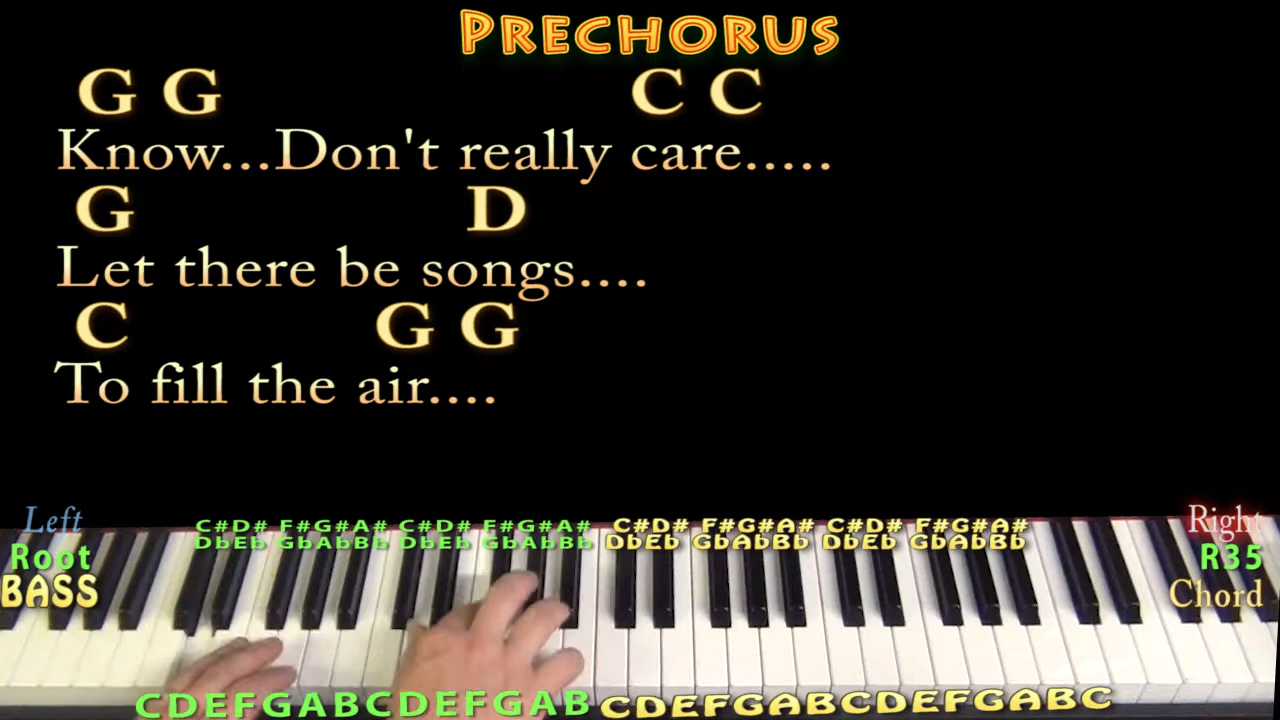 PRECHORUS
G G C C
Know...Don't really care.....
G D
Let there be songs....
C G G
To fill the air....
Left
Root
BASS
C#D# F#G#A# C#D# F#G#A# C#D# F#G#A# C#D# F#G#A#
DbEb GbAbBb DbEb GbAbBb DbEb GbAbBb DbEb GbAbBb
Right
R35
Chord
CDEFGABCDEFGAB CDEFGABCDEFGABC